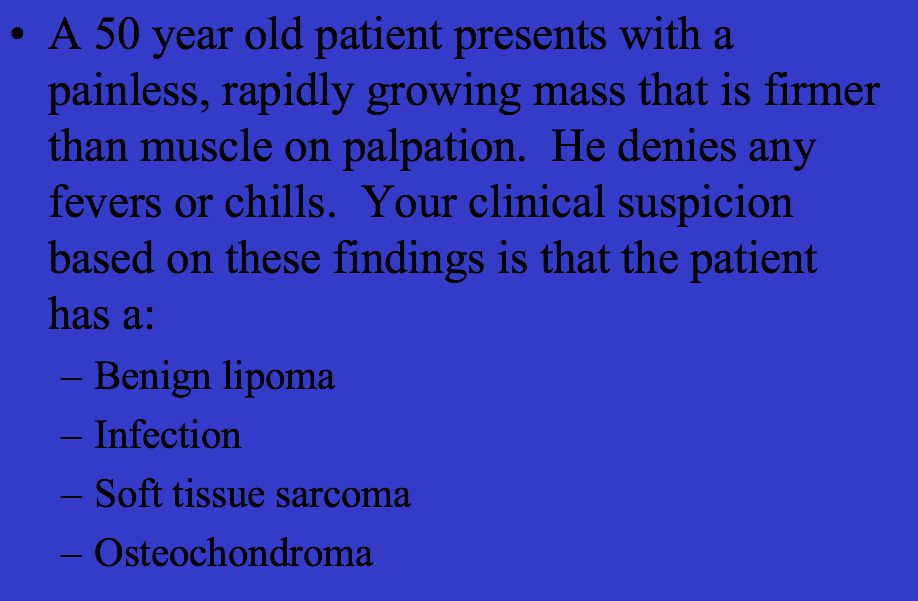 • A 50 year old patient presents with a
painless, rapidly growing mass that is firmer
than muscle on palpation.  He denies any
fevers or chills.  Your clinical suspicion
based on these findings is that the patient
has a:
– Benign lipoma
– Infection
– Soft tissue sarcoma
– Osteochondroma